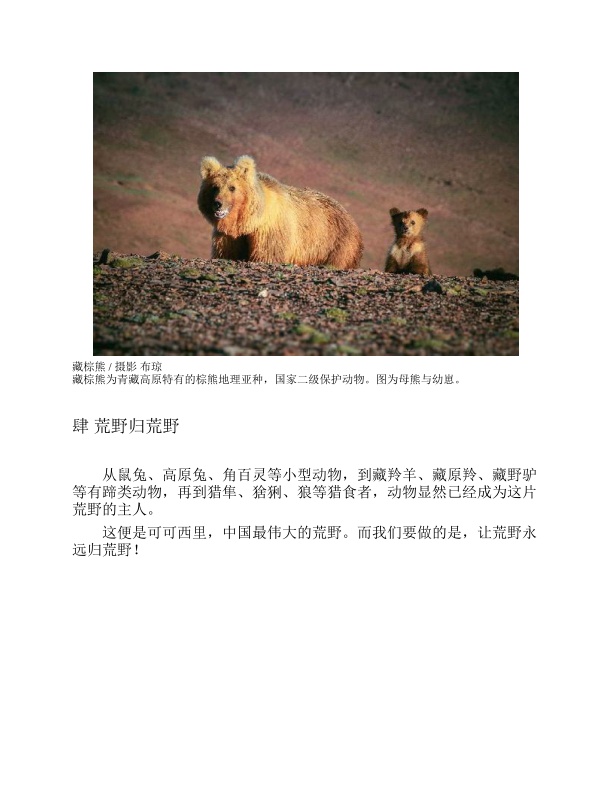 藏棕熊 / 摄影 布琼
藏棕熊为青藏高原特有的棕熊地理亚种，国家二级保护动物。图为母熊与幼崽。
肆 荒野归荒野
从鼠兔、高原兔、角百灵等小型动物，到藏羚羊、藏原羚、藏野驴
等有蹄类动物，再到猎隼、猞猁、狼等猎食者，动物显然已经成为这片
荒野的主人。
这便是可可西里，中国最伟大的荒野。而我们要做的是，让荒野永
远归荒野！